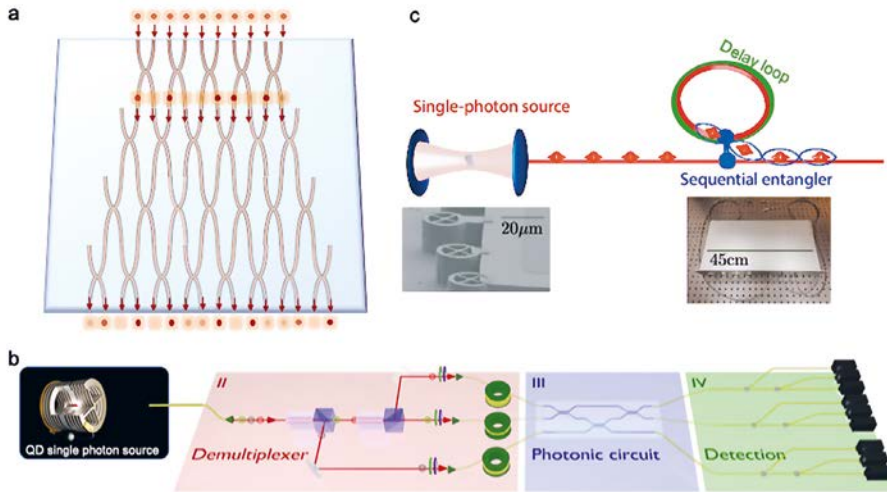 a
c
Delay loop
Single-photon source
Sequential entangler
20μm
45cm
b
II
III
IV
QD single photon source
Demultiplexer
Photonic circuit
Detection